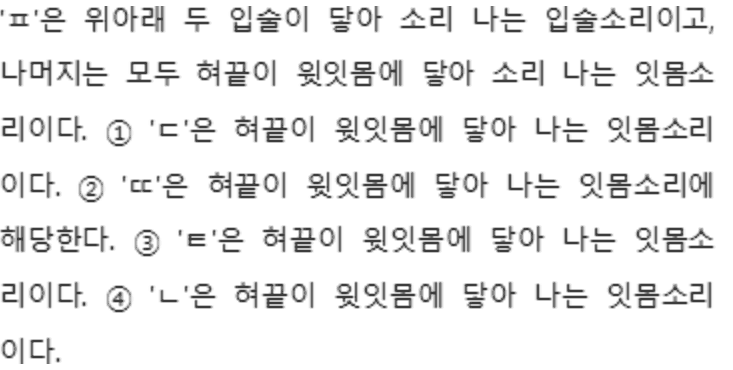 'ㅍ'은 위아래 두 입술이 닿아 소리 나는 입술소리이고,
나머지는 모두 혀끝이 윗잇몸에 닿아 소리 나는 잇몸소
리이다. ① 'ㄷ'은 혀끝이 윗잇몸에 닿아 나는 잇몸소리
이다. ② 'ㄸ'은 혀끝이 윗잇몸에 닿아 나는 잇몸소리에
해당한다. ③ 'ㅌ'은 혀끝이 윗잇몸에 닿아 나는 잇몸소
리이다. ④ 'ㄴ'은 혀끝이 윗잇몸에 닿아 나는 잇몸소리
이다.